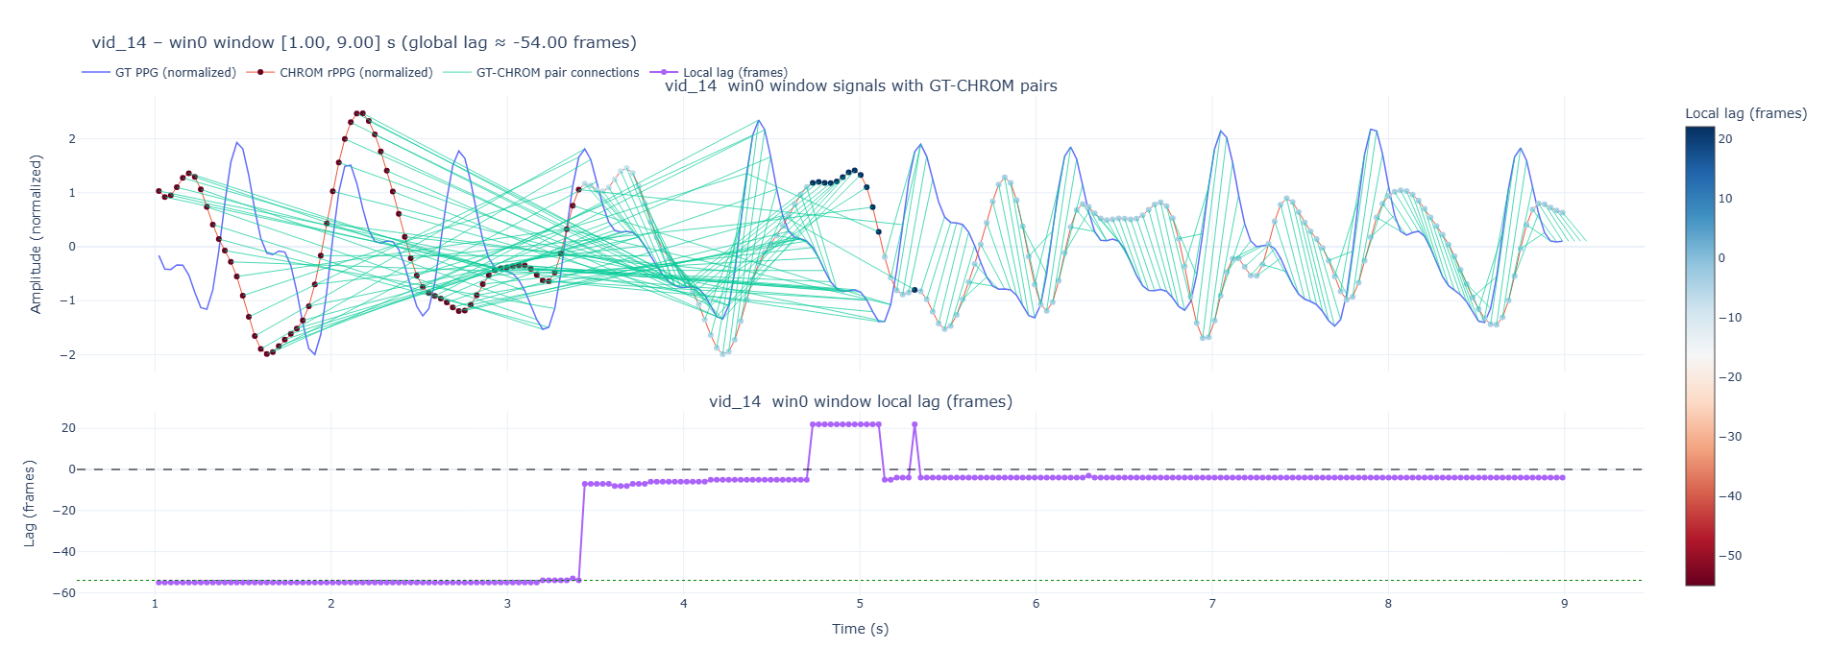 vid_14 – win0 window [1.00, 9.00] s (global lag ≈ -54.00 frames)
GT PPG (normalized) CHROM rPPG (normalized) GT-CHROM pair connections Local lag (frames)
vid_14 win0 window signals with GT-CHROM pairs
Amplitude (normalized)
2
1
0
−1
−2
Local lag (frames)
20
10
0
−10
−20
−30
−40
−50
vid_14 win0 window local lag (frames)
Lag (frames)
20
0
−20
−40
−60
1 2 3 4 5 6 7 8 9
Time (s)